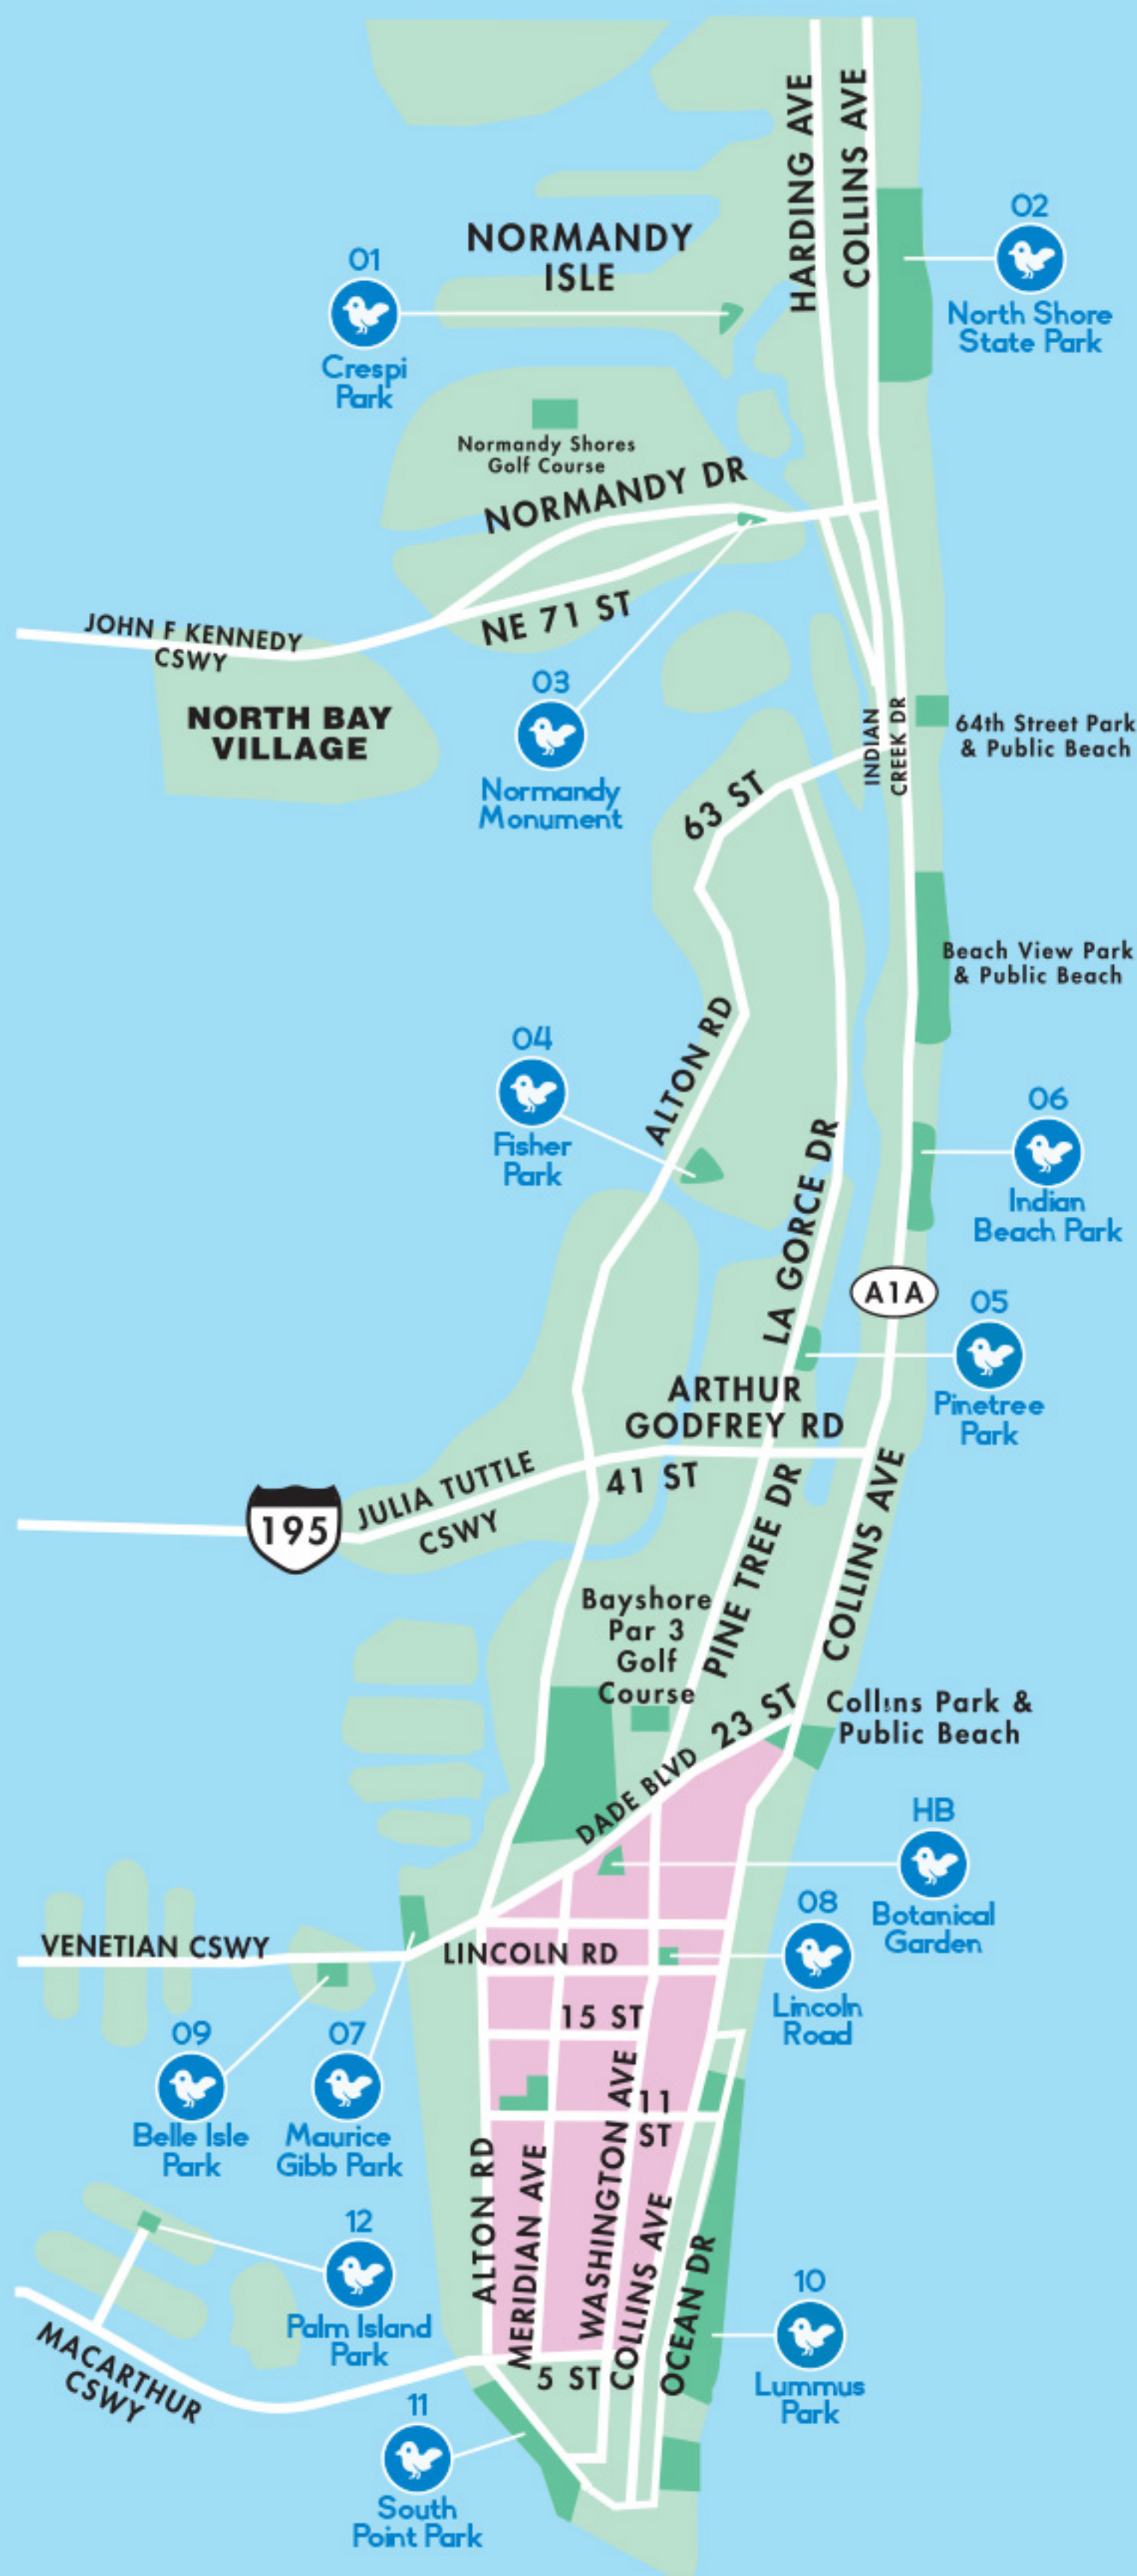 HARDING AVE
COLLINS AVE
02
North Shore
State Park
NORMANDY
ISLE
01
Crespi
Park
Normandy Shores
Golf Course
NORMANDY DR
NE 71 ST
JOHN F KENNEDY
CSWY
NORTH BAY
VILLAGE
03
Normandy
Monument
INDIAN
CREEK DR
64th Street Park
& Public Beach
63 ST
Beach View Park
& Public Beach
ALTON RD
04
Fisher
Park
06
Indian
Beach Park
LA GORCE DR
A1A
05
Pinetree
Park
ARTHUR
GODFREY RD
41 ST
195
JULIA TUTTLE
CSWY
PINE TREE DR
COLLINS AVE
Bayshore
Par 3
Golf
Course
23 ST
Collins Park &
Public Beach
DADE BLVD
HB
Botanical
Garden
08
Lincoln
Road
VENETIAN CSWY
LINCOLN RD
15 ST
09
Belle Isle
Park
07
Maurice
Gibb Park
11
ST
ALTON RD
MERIDIAN AVE
WASHINGTON AVE
COLLINS AVE
OCEAN DR
12
Palm Island
Park
10
Lummus
Park
MACARTHUR
CSWY
5 ST
11
South
Point Park